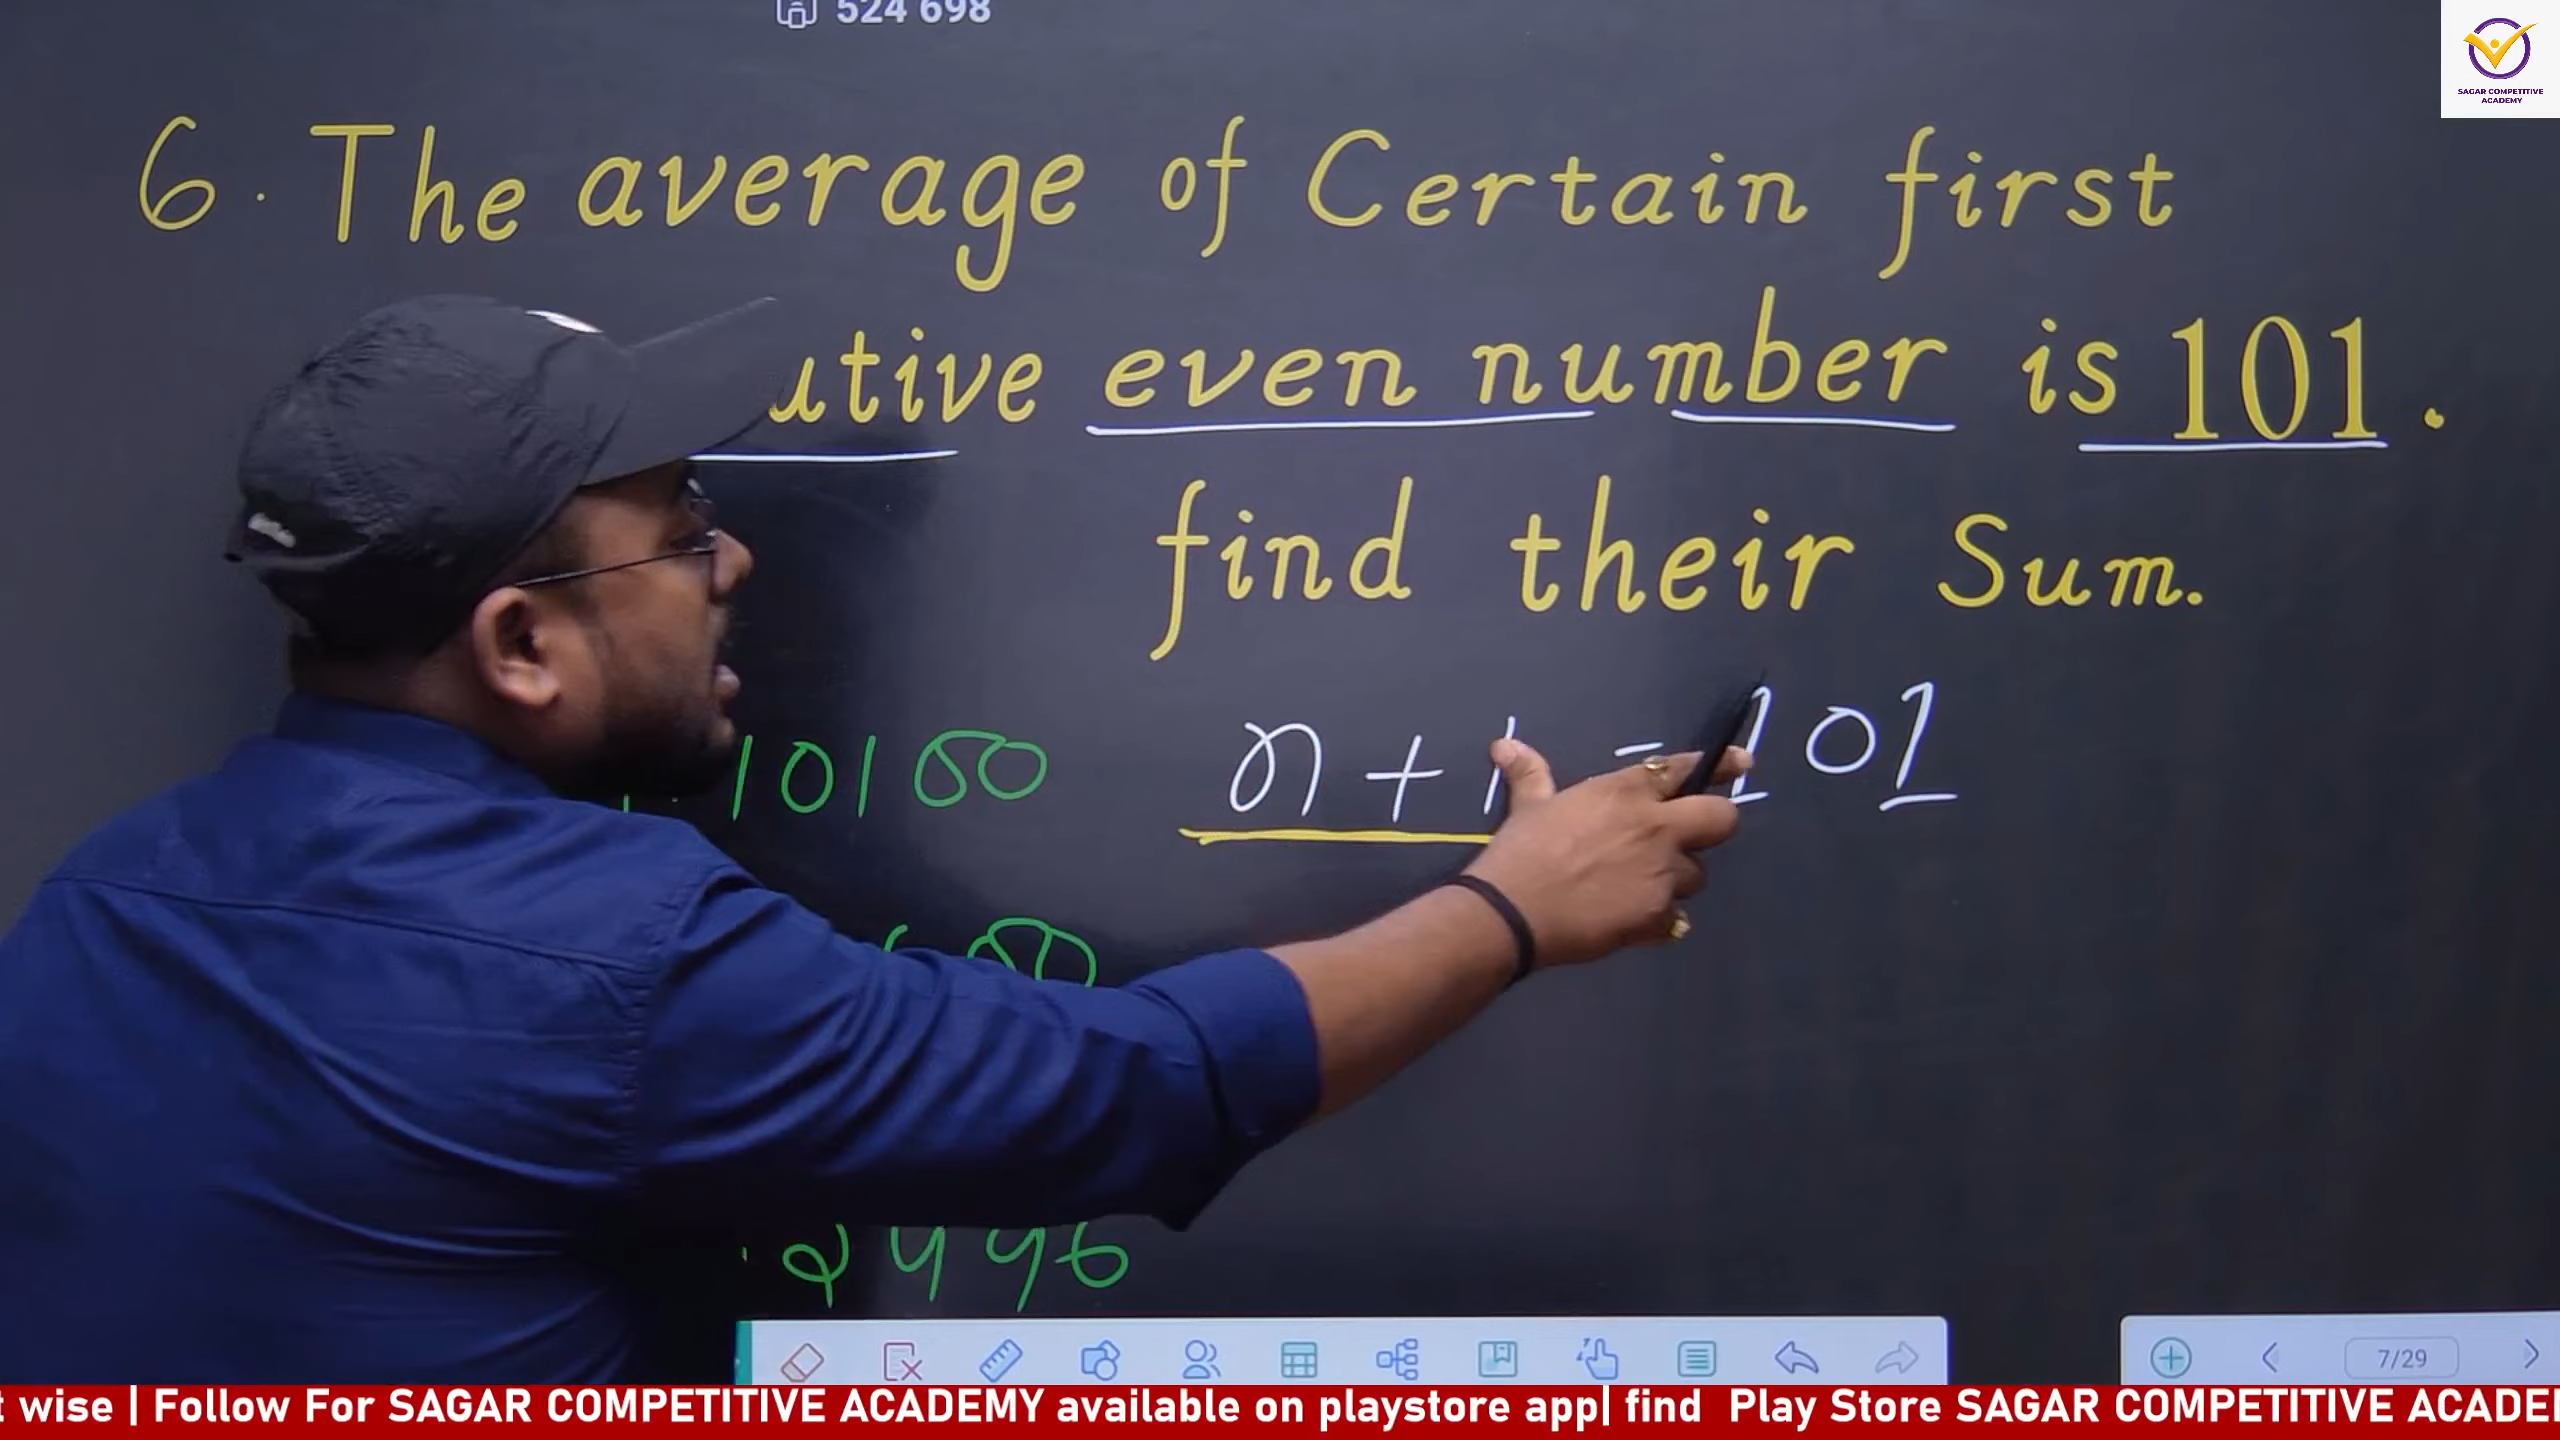 524 698
SAGAR COMPETITIVE
ACADEMY
6. The average of Certain first
utive even number is 101.
find their Sum.
n + 1 = 101
10100
7/29
t wise | Follow For SAGAR COMPETITIVE ACADEMY available on playstore app| find Play Store SAGAR COMPETITIVE ACADE